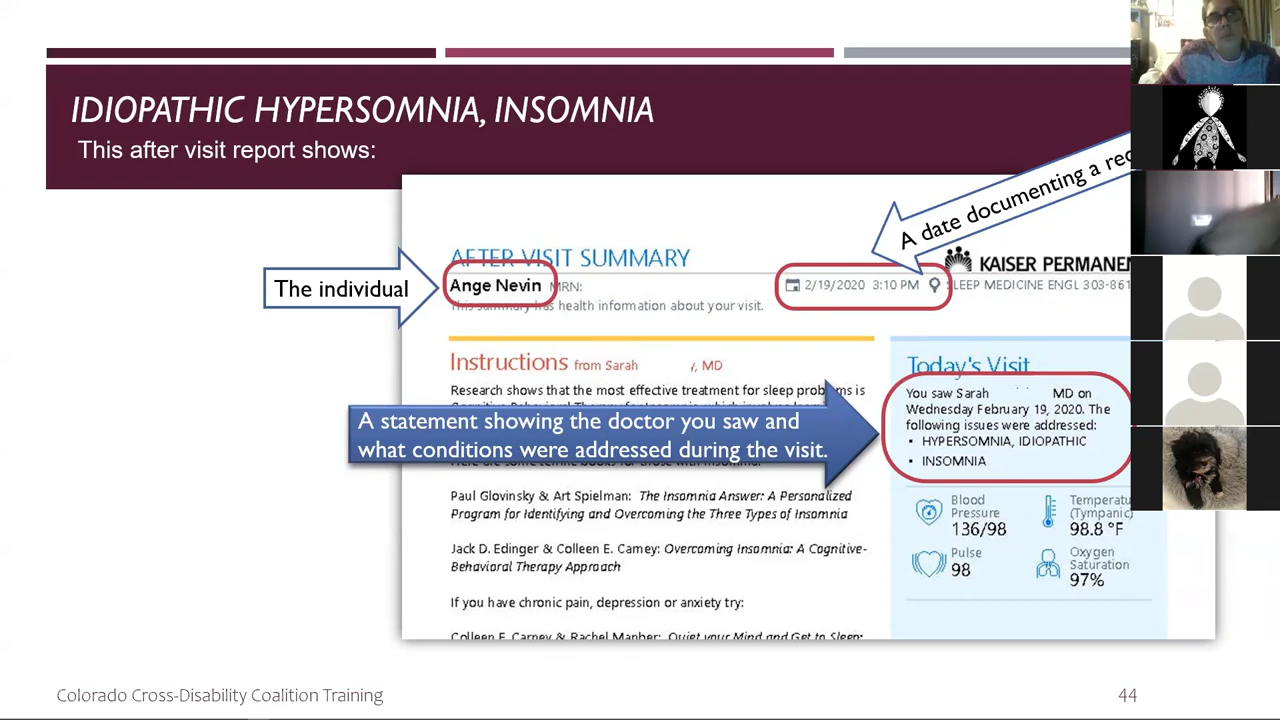 IDIOPATHIC HYPERSOMNIA, INSOMNIA
This after visit report shows:
A date documenting a
AFTER VISIT SUMMARY
KAISER
The individual
Ange Nevin MRN:
2/19/2020 3:10 PM
SLEEP MEDICINE ENGL 303-861
This summary has health information about your visit.
Instructions from Sarah , MD
Research shows that the most effective treatment for sleep problems is
A statement showing the doctor you saw and
what conditions were addressed during the visit.
Paul Glovinsky & Art Spielman: The Insomnia Answer: A Personalized
Program for Identifying and Overcoming the Three Types of Insomnia
Jack D. Edinger & Colleen E. Carney: Overcoming Insomnia: A Cognitive-
Behavioral Therapy Approach
If you have chronic pain, depression or anxiety try:
Colleen E. Carney & Rachel Manber: Quiet your Mind and Get to Sleep:
Today's Visit
You saw Sarah MD on
Wednesday February 19, 2020. The
following issues were addressed:
• HYPERSOMNIA, IDIOPATHIC
• INSOMNIA
Blood
Pressure
136/98
(Tympanic)
98.8 °F
Pulse
98
Oxygen
Saturation
97%
Colorado Cross-Disability Coalition Training
44